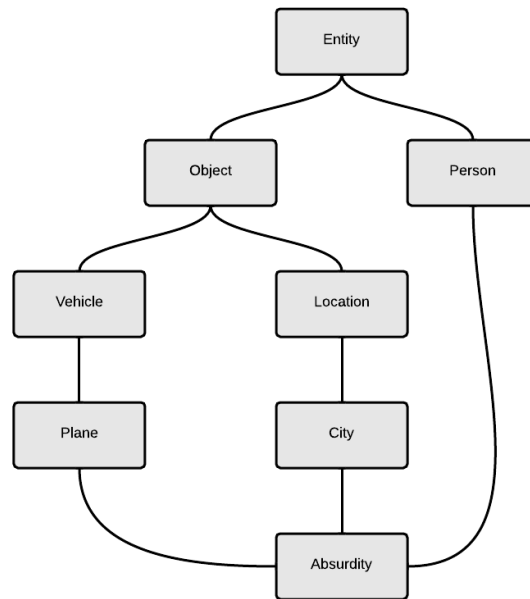 Entity
Object
Person
Vehicle
Location
Plane
City
Absurdity